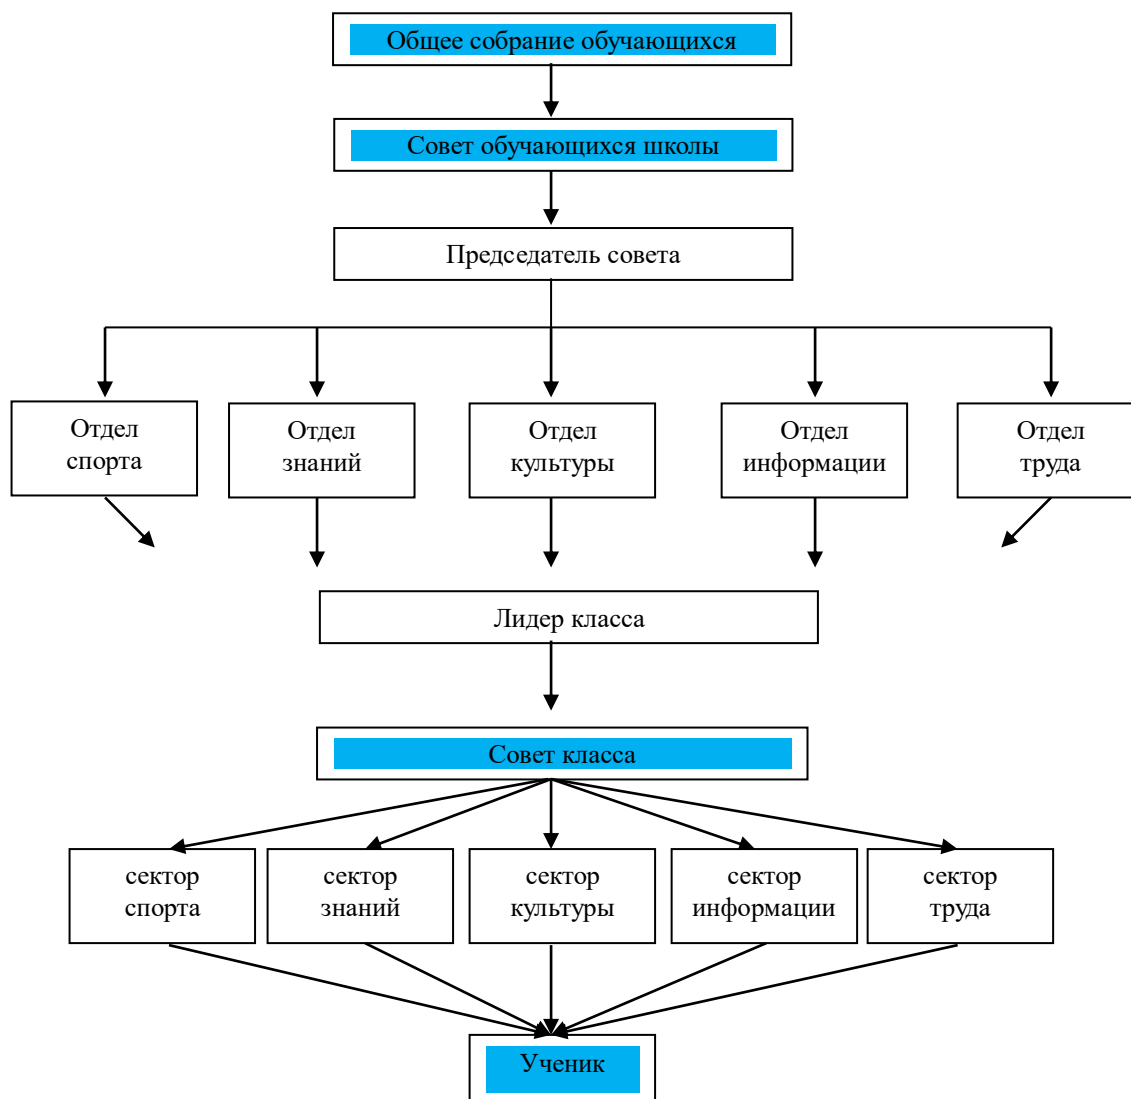 Общее собрание обучающихся
Совет обучающихся школы
Председатель совета
Отдел
спорта
Отдел
знаний
Отдел
культуры
Отдел
информации
Отдел
труда
Лидер класса
Совет класса
сектор
спорта
сектор
знаний
сектор
культуры
сектор
информации
сектор
труда
Ученик